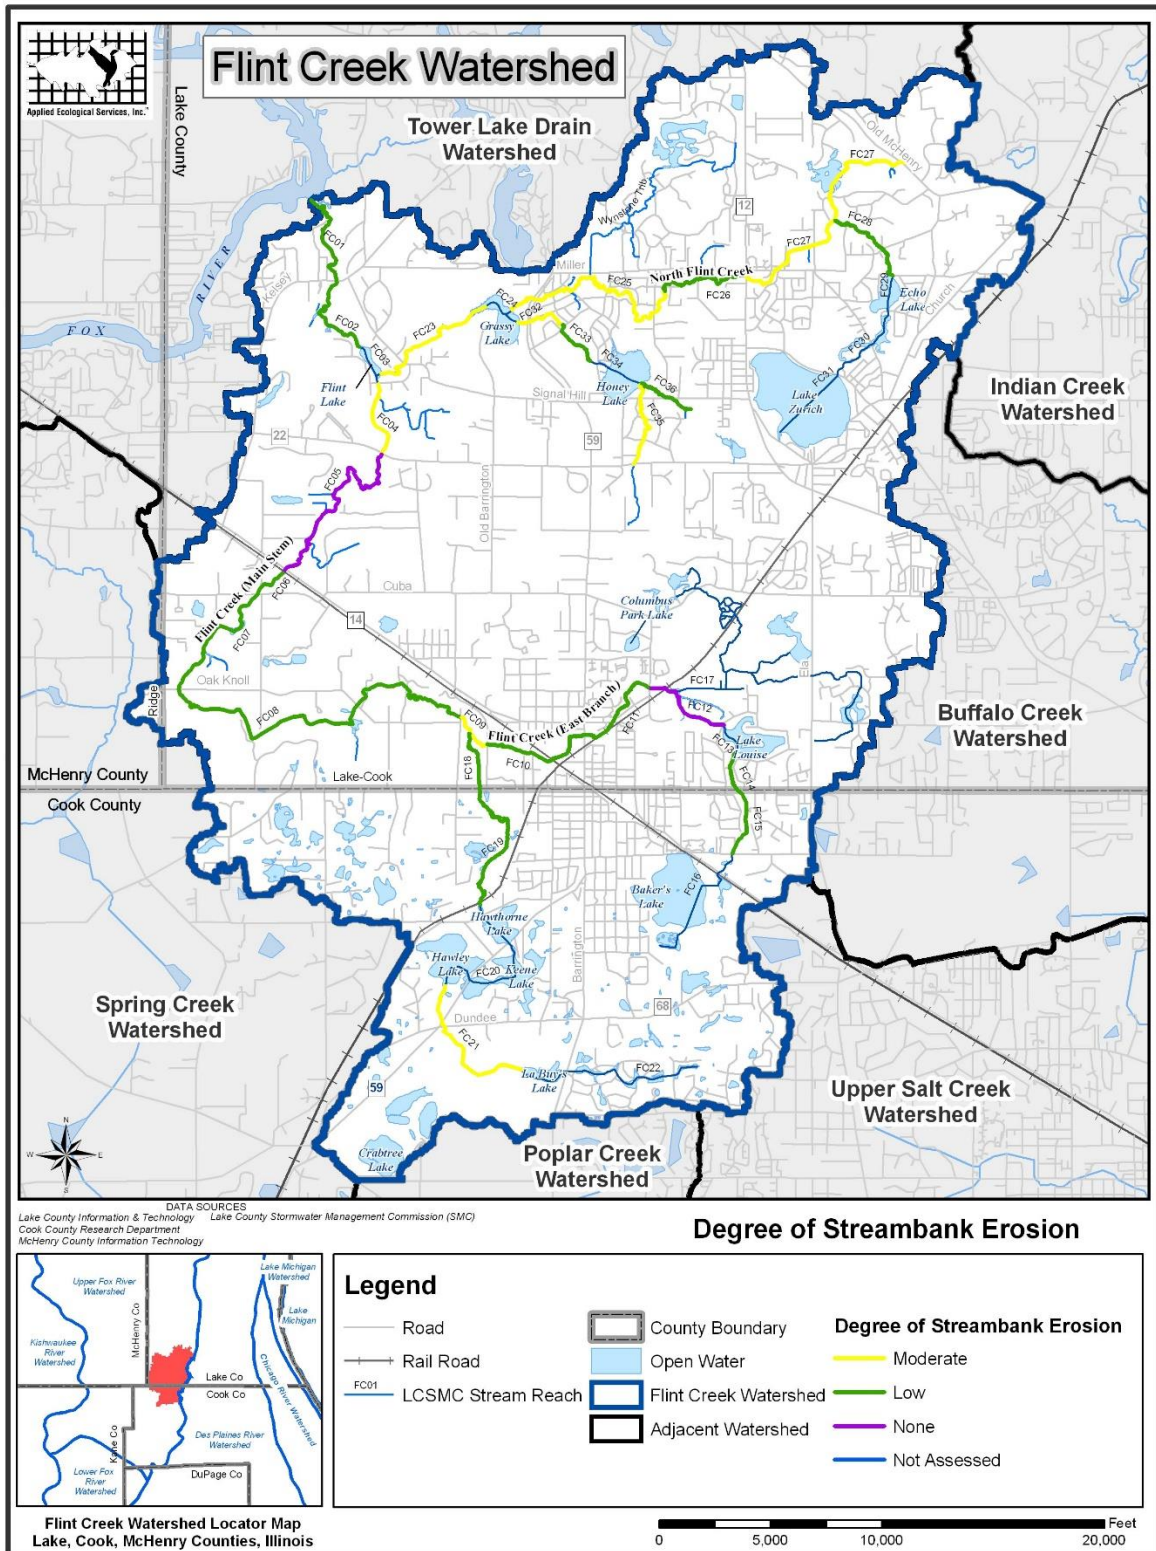 Applied Ecological Services, Inc.
Flint Creek Watershed
Lake County
Tower Lake Drain
Watershed
Old McHenry
FC27
FC01
Wynstone Trib
12
FC28
FC27
RIVER
FOX
Kelsey
Miller
FC25
North Flint Creek
FC26
FC29
Echo
Lake
Church
FC24
FC32
Grassy
Lake
FC02
FC23
FC03
FC33
FC34
FC36
FC30
FC31
Flint
Lake
Signal Hill
Honey
Lake
Lake
Zurich
Indian Creek
Watershed
FC04
FC35
22
59
FC05
Old Barrington
Flint Creek (Main Stem)
FC06
Cuba
14
Columbus
Park Lake
FC07
Oak Knoll
Ela
Ridge
FC17
FC08
FC09
Flint Creek (East Branch)
FC11
FC12
Buffalo Creek
Watershed
FC13
Lake
Louise
FC10
FC18
FC14
McHenry County
Lake-Cook
Cook County
FC15
FC19
Baker's
Lake
FC16
Hawthorne
Lake
Hawley
Lake
FC20
Keene
Lake
Barrington
Spring Creek
Watershed
68
Dundee
FC21
La Buy's
Lake
FC22
59
Upper Salt Creek
Watershed
Crabtree
Lake
Poplar Creek
Watershed
N
W
E
S
DATA SOURCES
Lake County Information & Technology
Lake County Stormwater Management Commission (SMC)
Cook County Research Department
McHenry County Information Technology
Degree of Streambank Erosion
Upper Fox River
Watershed
McHenry Co
Lake Michigan
Watershed
Lake
Michigan
Kishwaukee
River
Watershed
Lake Co
Cook Co
Chicago River Watershed
Kane Co
Des Plaines River
Watershed
Lower Fox
River
Watershed
DuPage Co
Flint Creek Watershed Locator Map
Lake, Cook, McHenry Counties, Illinois
Legend
Road
Rail Road
FC01
LCSMC Stream Reach
County Boundary
Open Water
Flint Creek Watershed
Adjacent Watershed
Degree of Streambank Erosion
Moderate
Low
None
Not Assessed
Feet
0
5,000
10,000
20,000